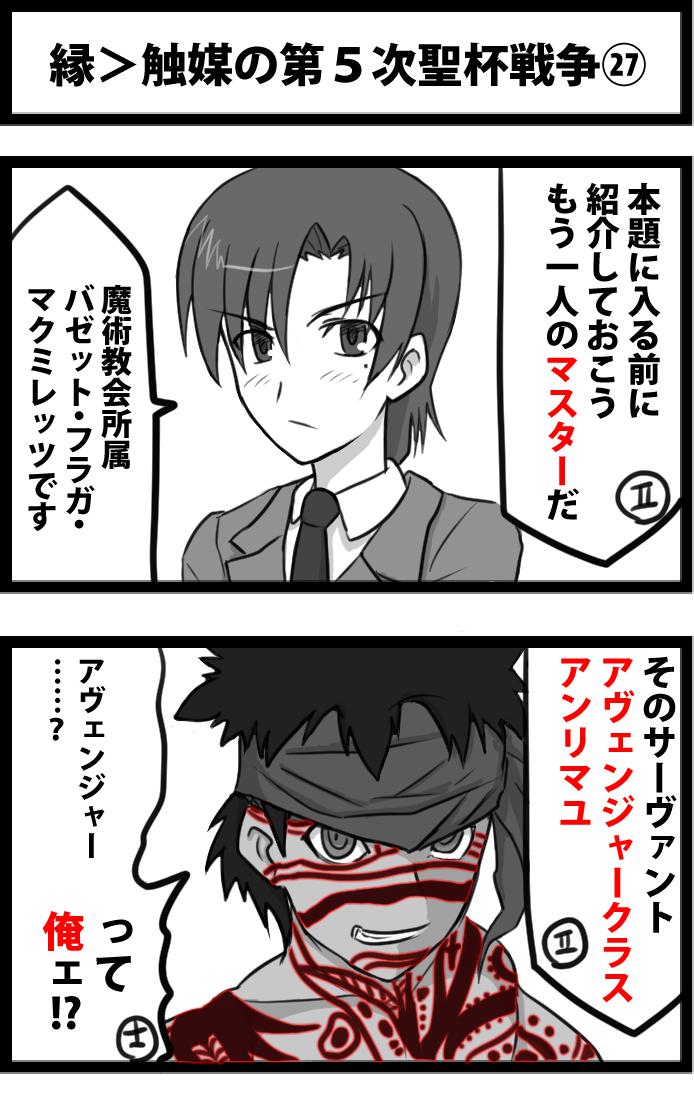 縁＞触媒の第５次聖杯戦争㉗
本題に入る前に
紹介しておこう
もう一人のマスターだ
Ⅱ
魔術教会所属
バゼット・フラガ・
マクミレッツです
そのサーヴァント
アヴェンジャークラス
アンリマユ
Ⅱ
アヴェンジャー
……？
って
俺ェ!?
士